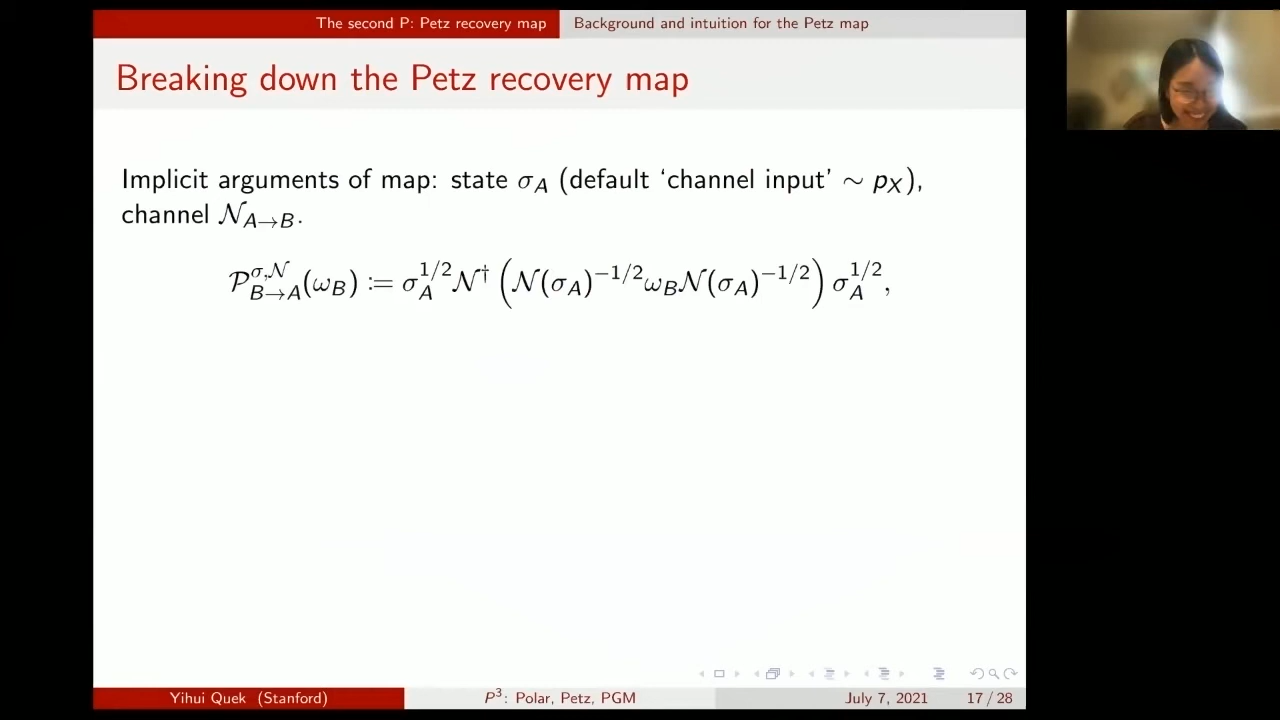 The second P: Petz recovery map Background and intuition for the Petz map
Breaking down the Petz recovery map
Implicit arguments of map: state σ_A (default ‘channel input’ ∼ p_X),
channel 𝒩_{A→B}.
𝒫_{B→A}^{σ,𝒩}(ω_B) := σ_A^{1/2}𝒩^†(𝒩(σ_A)^{−1/2}ω_B𝒩(σ_A)^{−1/2})σ_A^{1/2},
Yihui Quek (Stanford) P³: Polar, Petz, PGM July 7, 2021 17 / 28